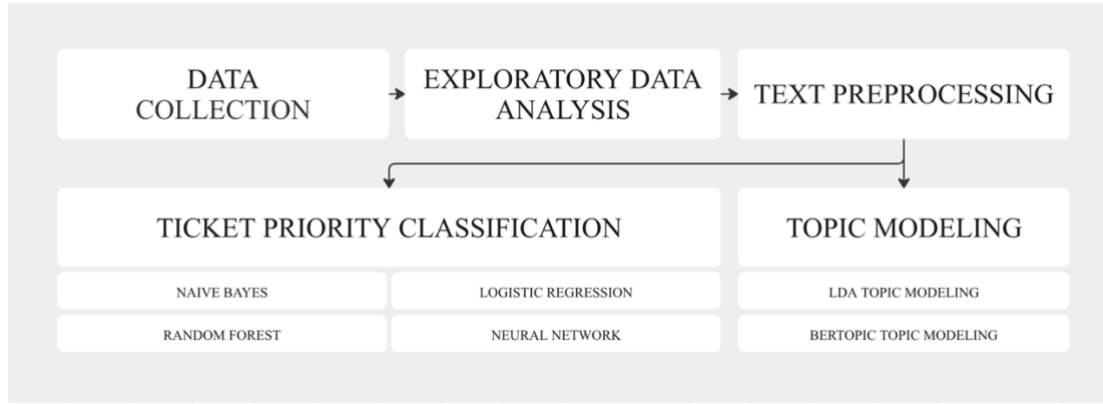 DATA
COLLECTION
EXPLORATORY DATA
ANALYSIS
TEXT PREPROCESSING
TICKET PRIORITY CLASSIFICATION
NAIVE BAYES
LOGISTIC REGRESSION
RANDOM FOREST
NEURAL NETWORK
TOPIC MODELING
LDA TOPIC MODELING
BERTOPIC TOPIC MODELING